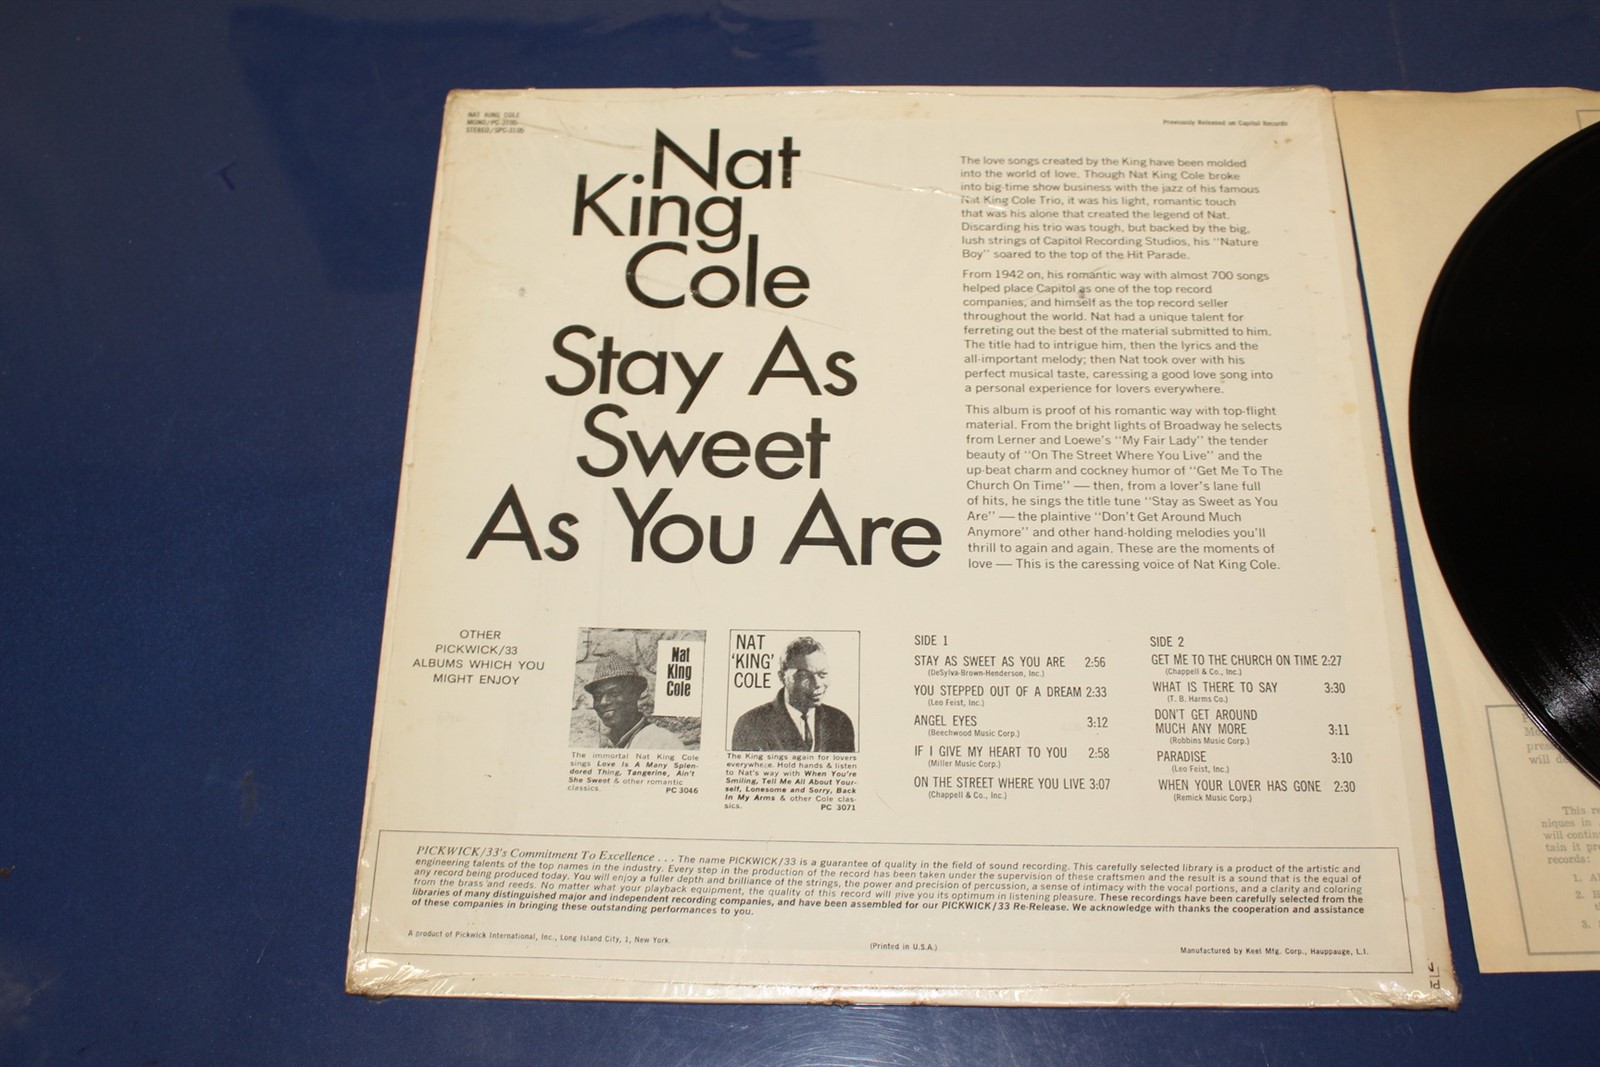 NAT KING COLE
MONO/PC-3105
STEREO/SPC-3105
Previously Released on Capitol Records
Nat
King
Cole
Stay As
Sweet
As You Are
The love songs created by the King have been molded
into the world of love. Though Nat King Cole broke
into big-time show business with the jazz of his famous
Nat King Cole Trio, it was his light, romantic touch
that was his alone that created the legend of Nat.
Discarding his trio was tough, but backed by the big,
lush strings of Capitol Recording Studios, his "Nature
Boy" soared to the top of the Hit Parade.
From 1942 on, his romantic way with almost 700 songs
helped place Capitol as one of the top record
companies, and himself as the top record seller
throughout the world. Nat had a unique talent for
ferreting out the best of the material submitted to him.
The title had to intrigue him, then the lyrics and the
all-important melody; then Nat took over with his
perfect musical taste, caressing a good love song into
a personal experience for lovers everywhere.
This album is proof of his romantic way with top-flight
material. From the bright lights of Broadway he selects
from Lerner and Loewe's "My Fair Lady" the tender
beauty of "On The Street Where You Live" and the
up-beat charm and cockney humor of "Get Me To The
Church On Time" — then, from a lover's lane full
of hits, he sings the title tune "Stay as Sweet as You
Are" — the plaintive "Don't Get Around Much
Anymore" and other hand-holding melodies you'll
thrill to again and again. These are the moments of
love — This is the caressing voice of Nat King Cole.
OTHER
PICKWICK/33
ALBUMS WHICH YOU
MIGHT ENJOY
Nat
King
Cole
The immortal Nat King Cole
sings Love Is A Many Splen-
dored Thing, Tangerine, Ain't
She Sweet & other romantic
classics. PC 3046
NAT
'KING'
COLE
The King sings again for lovers
everywhere. Hold hands & listen
to Nat's way with When You're
Smiling, Tell Me All About Your-
self, Lonesome and Sorry, Back
In My Arms & other Cole clas-
sics. PC 3071
SIDE 1
STAY AS SWEET AS YOU ARE 2:56
(DeSylva-Brown-Henderson, Inc.)
YOU STEPPED OUT OF A DREAM 2:33
(Leo Feist, Inc.)
ANGEL EYES 3:12
(Beechwood Music Corp.)
IF I GIVE MY HEART TO YOU 2:58
(Miller Music Corp.)
ON THE STREET WHERE YOU LIVE 3:07
(Chappell & Co., Inc.)
SIDE 2
GET ME TO THE CHURCH ON TIME 2:27
(Chappell & Co., Inc.)
WHAT IS THERE TO SAY 3:30
(T. B. Harms Co.)
DON'T GET AROUND
MUCH ANY MORE 3:11
(Robbins Music Corp.)
PARADISE 3:10
(Leo Feist, Inc.)
WHEN YOUR LOVER HAS GONE 2:30
(Remick Music Corp.)
PICKWICK/33's Commitment To Excellence . . . The name PICKWICK/33 is a guarantee of quality in the field of sound recording. This carefully selected library is a product of the artistic and
engineering talents of the top names in the industry. Every step in the production of the record has been taken under the supervision of these craftsmen and the result is a sound that is the equal of
any record being produced today. You will enjoy a fuller depth and brilliance of the strings, the power and precision of percussion, a sense of intimacy with the vocal portions, and a clarity and coloring
from the brass and reeds. No matter what your playback equipment, the quality of this record will give you its optimum in listening pleasure. These recordings have been carefully selected from the
libraries of many distinguished major and independent recording companies, and have been assembled for our PICKWICK/33 Re-Release. We acknowledge with thanks the cooperation and assistance
of these companies in bringing these outstanding performances to you.
A product of Pickwick International, Inc., Long Island City, 1, New York.
(Printed in U.S.A.)
Manufactured by Keel Mfg. Corp., Hauppauge, L.I.
will
This
niques in
will
tain it
records:
1.
2.
3.